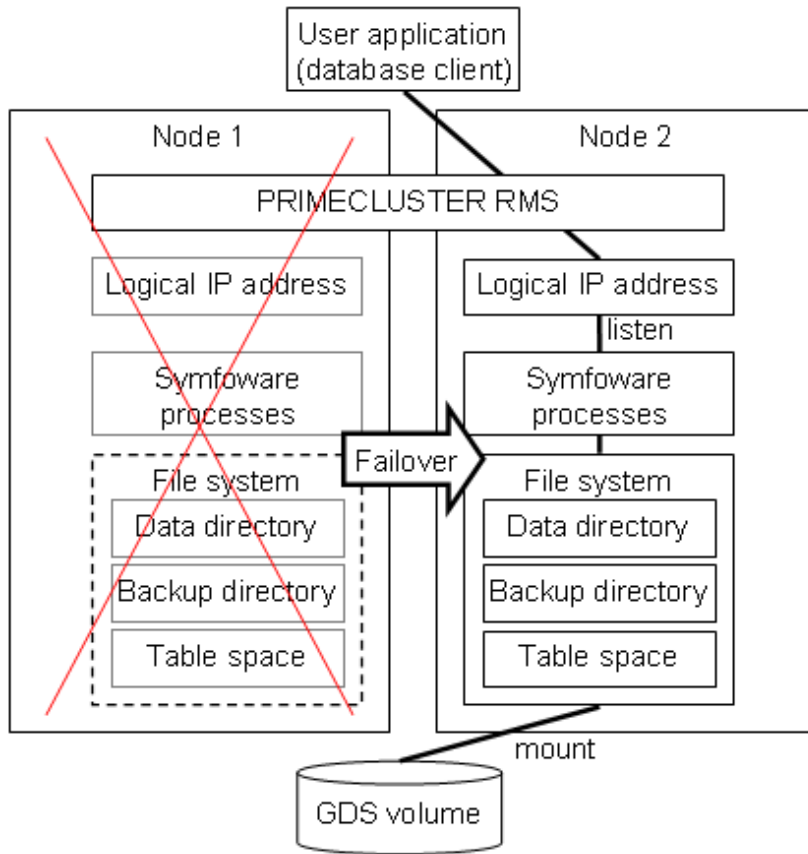 User application
(database client)
Node 1
Node 2
PRIMECLUSTER RMS
Logical IP address
Logical IP address
listen
Symfoware
processes
Symfoware
processes
Failover
File system
File system
Data directory
Data directory
Backup directory
Backup directory
Table space
Table space
mount
GDS volume